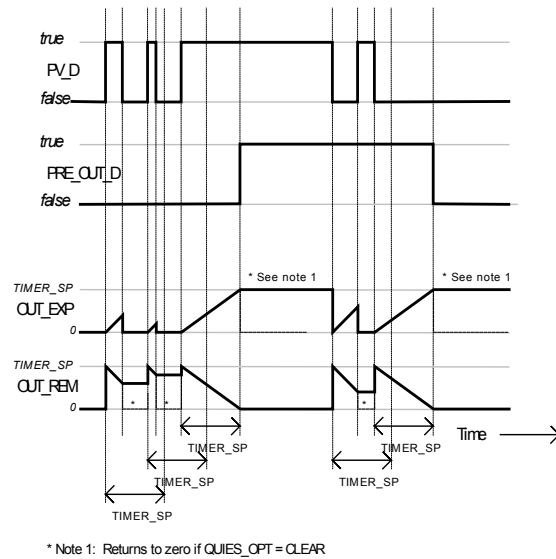 true
PV_D
false
true
PRE_OUT_D
false
* See note 1
* See note 1
TIMER_SP
OUT_EXP
0
TIMER_SP
OUT_REM
*
*
*
0
TIMER_SP
TIMER_SP
Time
TIMER_SP
TIMER_SP
TIMER_SP
* Note 1: Returns to zero if QUIES_OPT = CLEAR